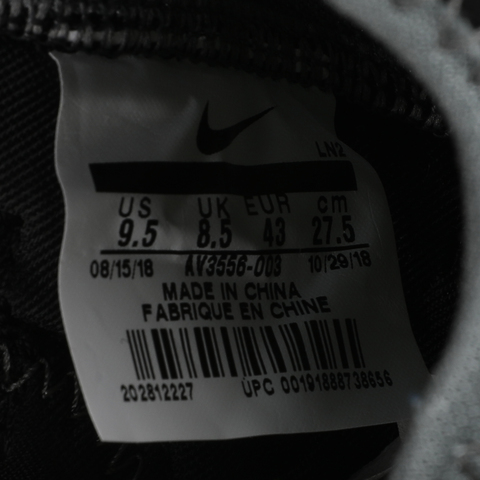 LN2
US UK EUR cm
9.5 8.5 43 27.5
08/15/18 AV3556-003 10/29/18
MADE IN CHINA
FABRIQUE EN CHINE
202812227 UPC 00191888738656